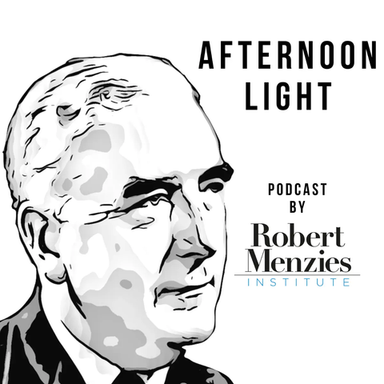 AFTERNOON
LIGHT
PODCAST
BY
Robert
Menzies
INSTITUTE